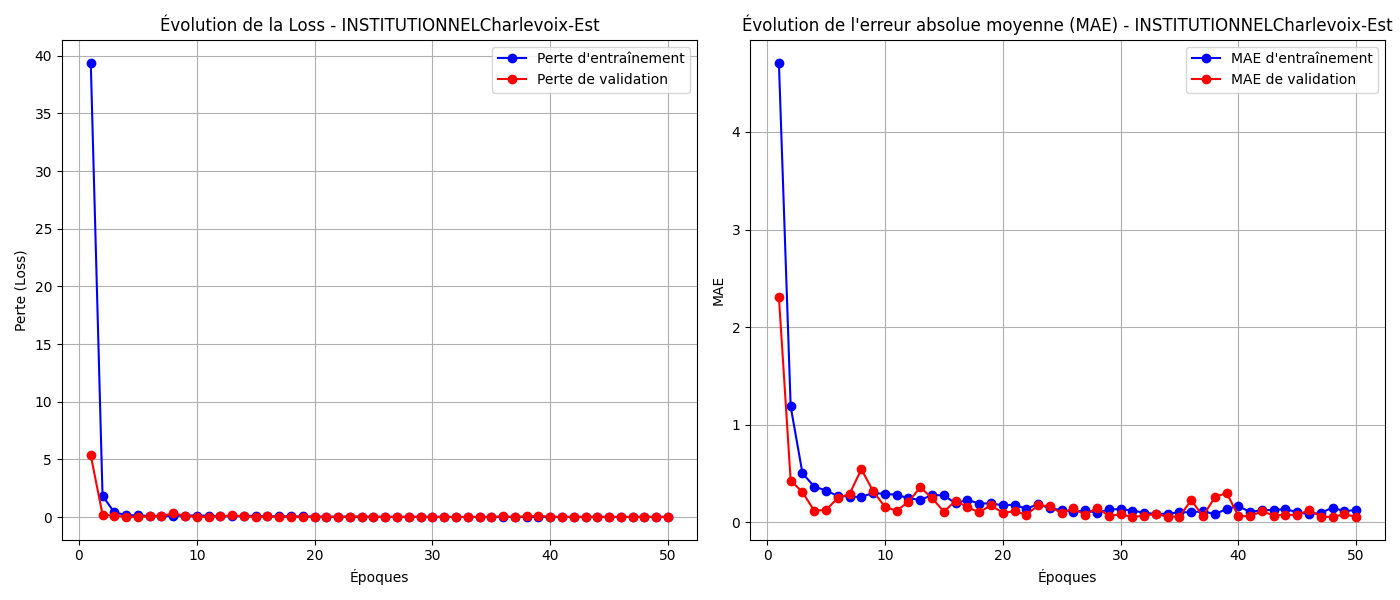 Évolution de la Loss - INSTITUTIONNELCharlevoix-Est
Perte d'entraînement
Perte de validation
40
35
30
25
20
15
10
5
0
Perte (Loss)
0 10 20 30 40 50
Époques
Évolution de l'erreur absolue moyenne (MAE) - INSTITUTIONNELCharlevoix-Est
MAE d'entraînement
MAE de validation
4
3
2
1
0
MAE
0 10 20 30 40 50
Époques